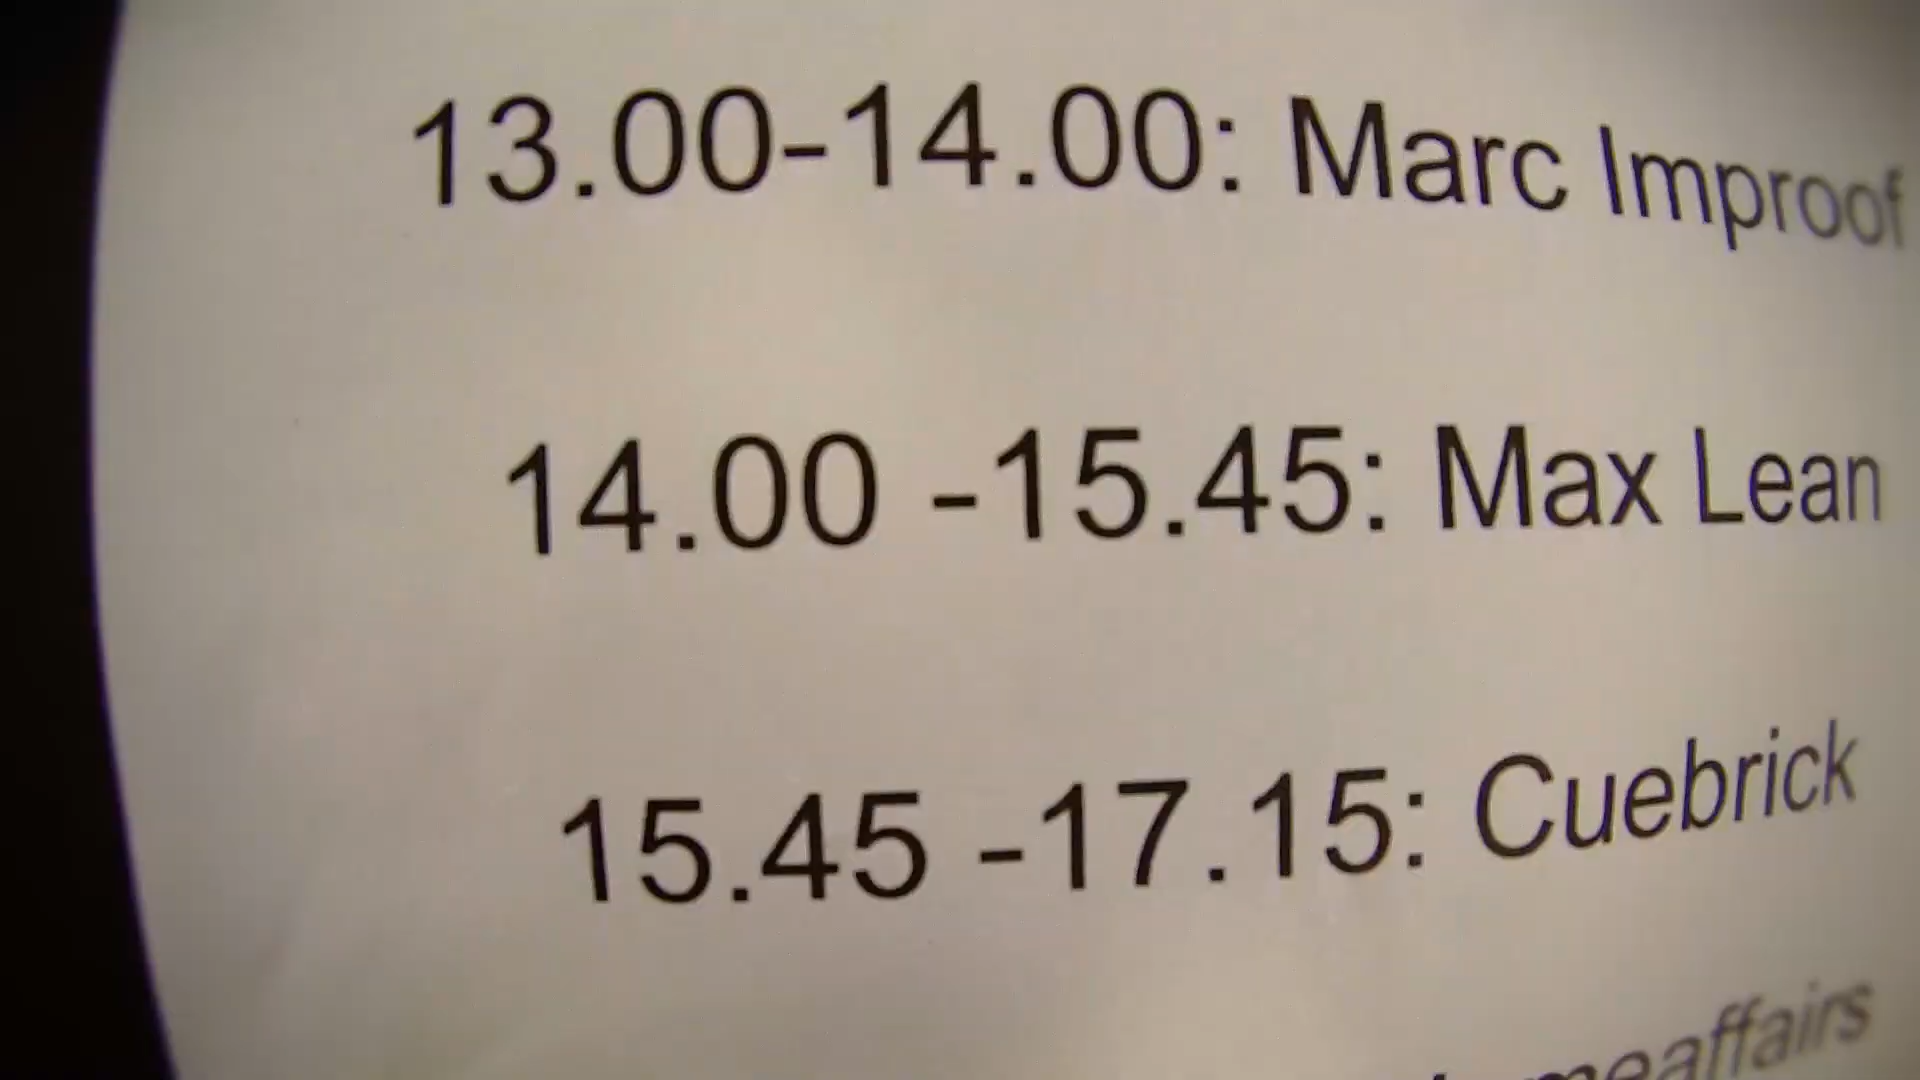 13.00-14.00: Marc Improof
14.00 -15.45: Max Lean
15.45 -17.15: Cuebrick